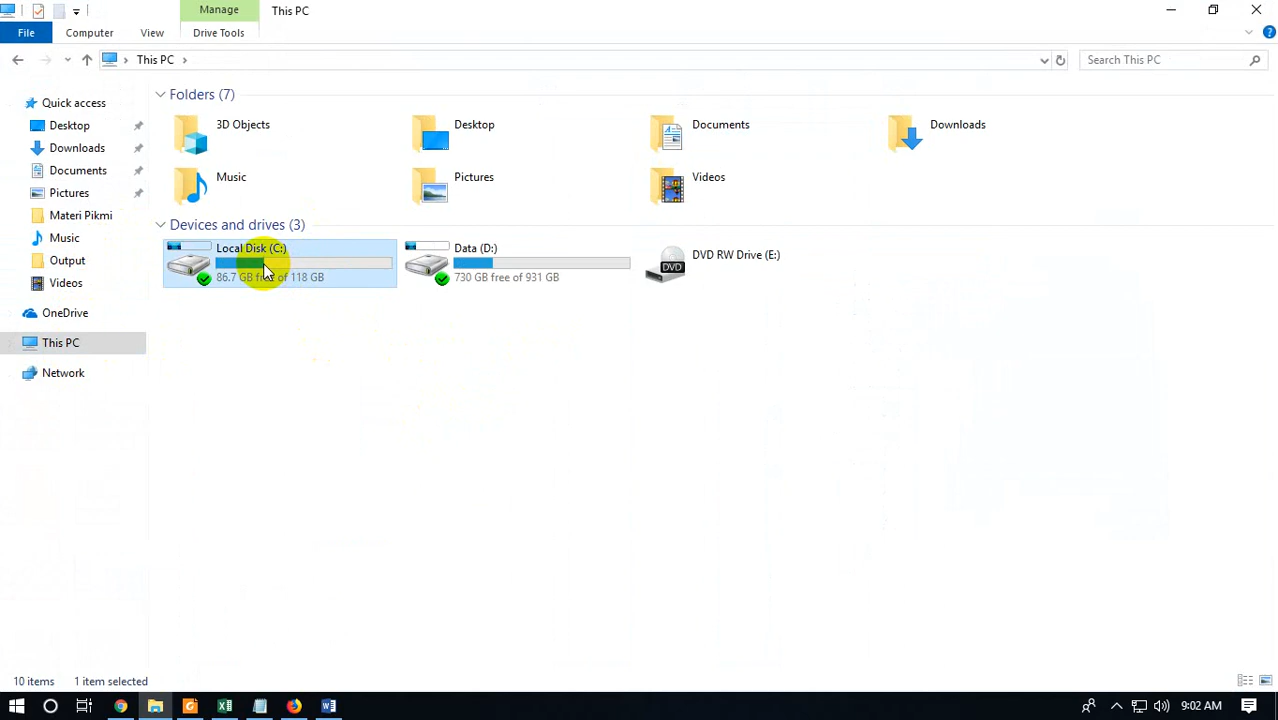 Manage
This PC
File
Computer
View
Drive Tools
This PC
Search This PC
Quick access
Desktop
Downloads
Documents
Pictures
Materi Pikmi
Music
Output
Videos
OneDrive
This PC
Network
Folders (7)
3D Objects
Desktop
Documents
Downloads
Music
Pictures
Videos
Devices and drives (3)
Local Disk (C:)
86.7 GB free of 118 GB
Data (D:)
730 GB free of 931 GB
DVD RW Drive (E:)
DVD
10 items
1 item selected
9:02 AM